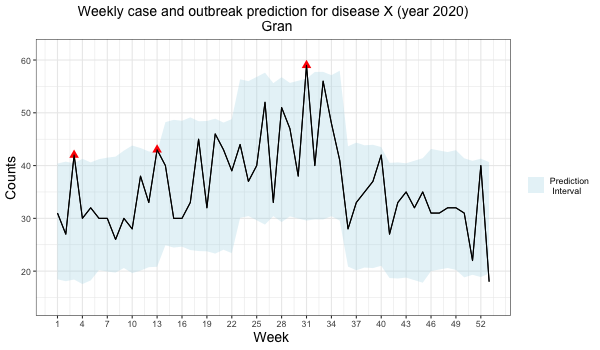 Weekly case and outbreak prediction for disease X (year 2020)
Gran
60
50
40
30
20
Counts
1 4 7 10 13 16 19 22 25 28 31 34 37 40 43 46 49 52
Week
Prediction
Interval